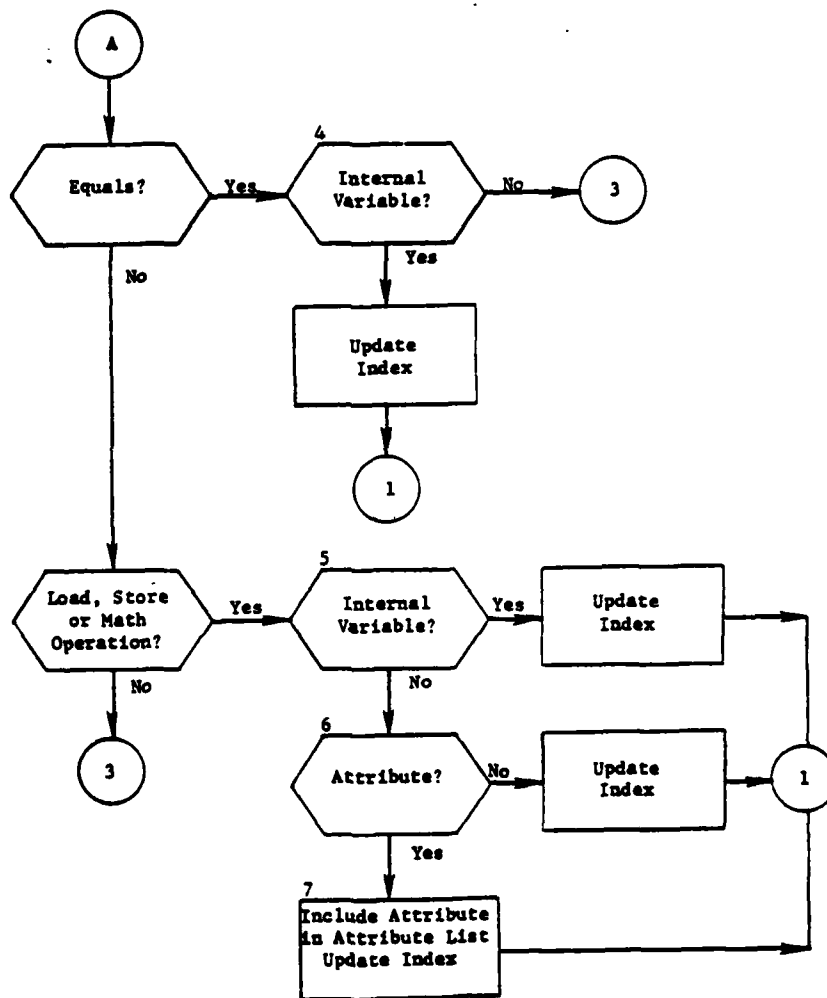 A
Equals?
Yes
4
Internal
Variable?
No
3
No
Yes
Update
Index
1
Load, Store
or Math
Operation?
Yes
5
Internal
Variable?
Yes
Update
Index
No
3
No
6
Attribute?
No
Update
Index
1
Yes
7
Include Attribute
in Attribute List
Update Index